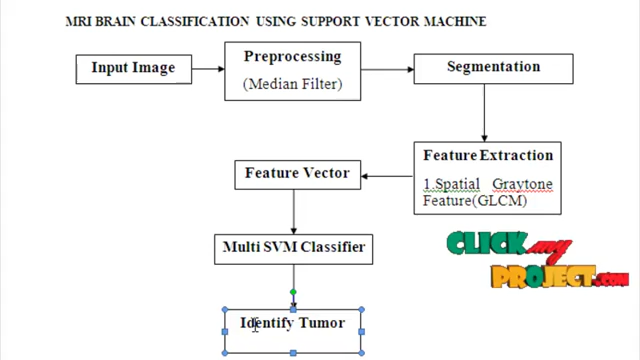 MRI BRAIN CLASSIFICATION USING SUPPORT VECTOR MACHINE
Input Image
Preprocessing
(Median Filter)
Segmentation
Feature Extraction
1.Spatial Graytone
Feature(GLCM)
Feature Vector
Multi SVM Classifier
Identify Tumor
CLICK my
PROJECT.COM